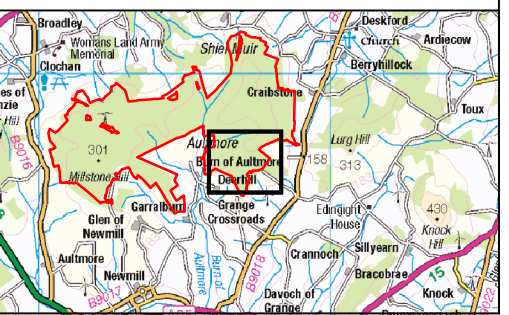 Broadley
Womans Land Army
Memorial
Clochan
Shiel Muir
Deskford
Church
Ardiecow
Berryhillock
es of
nzie
Hill
B9016
Craibstone
Toux
Aultmore
Burn of Aultmore
Lurg Hill
158
313
301
Millstone Hill
Deerhill
Garralburn
Grange
Crossroads
Edingight
House
430
Knock
Hill
Glen of
Newmill
Aultmore
Newmill
B9017
Burn of
Aultmore
B9018
Crannoch
Sillyearn
Bracobrae
15
Knock
Davoch of
Grange
9022